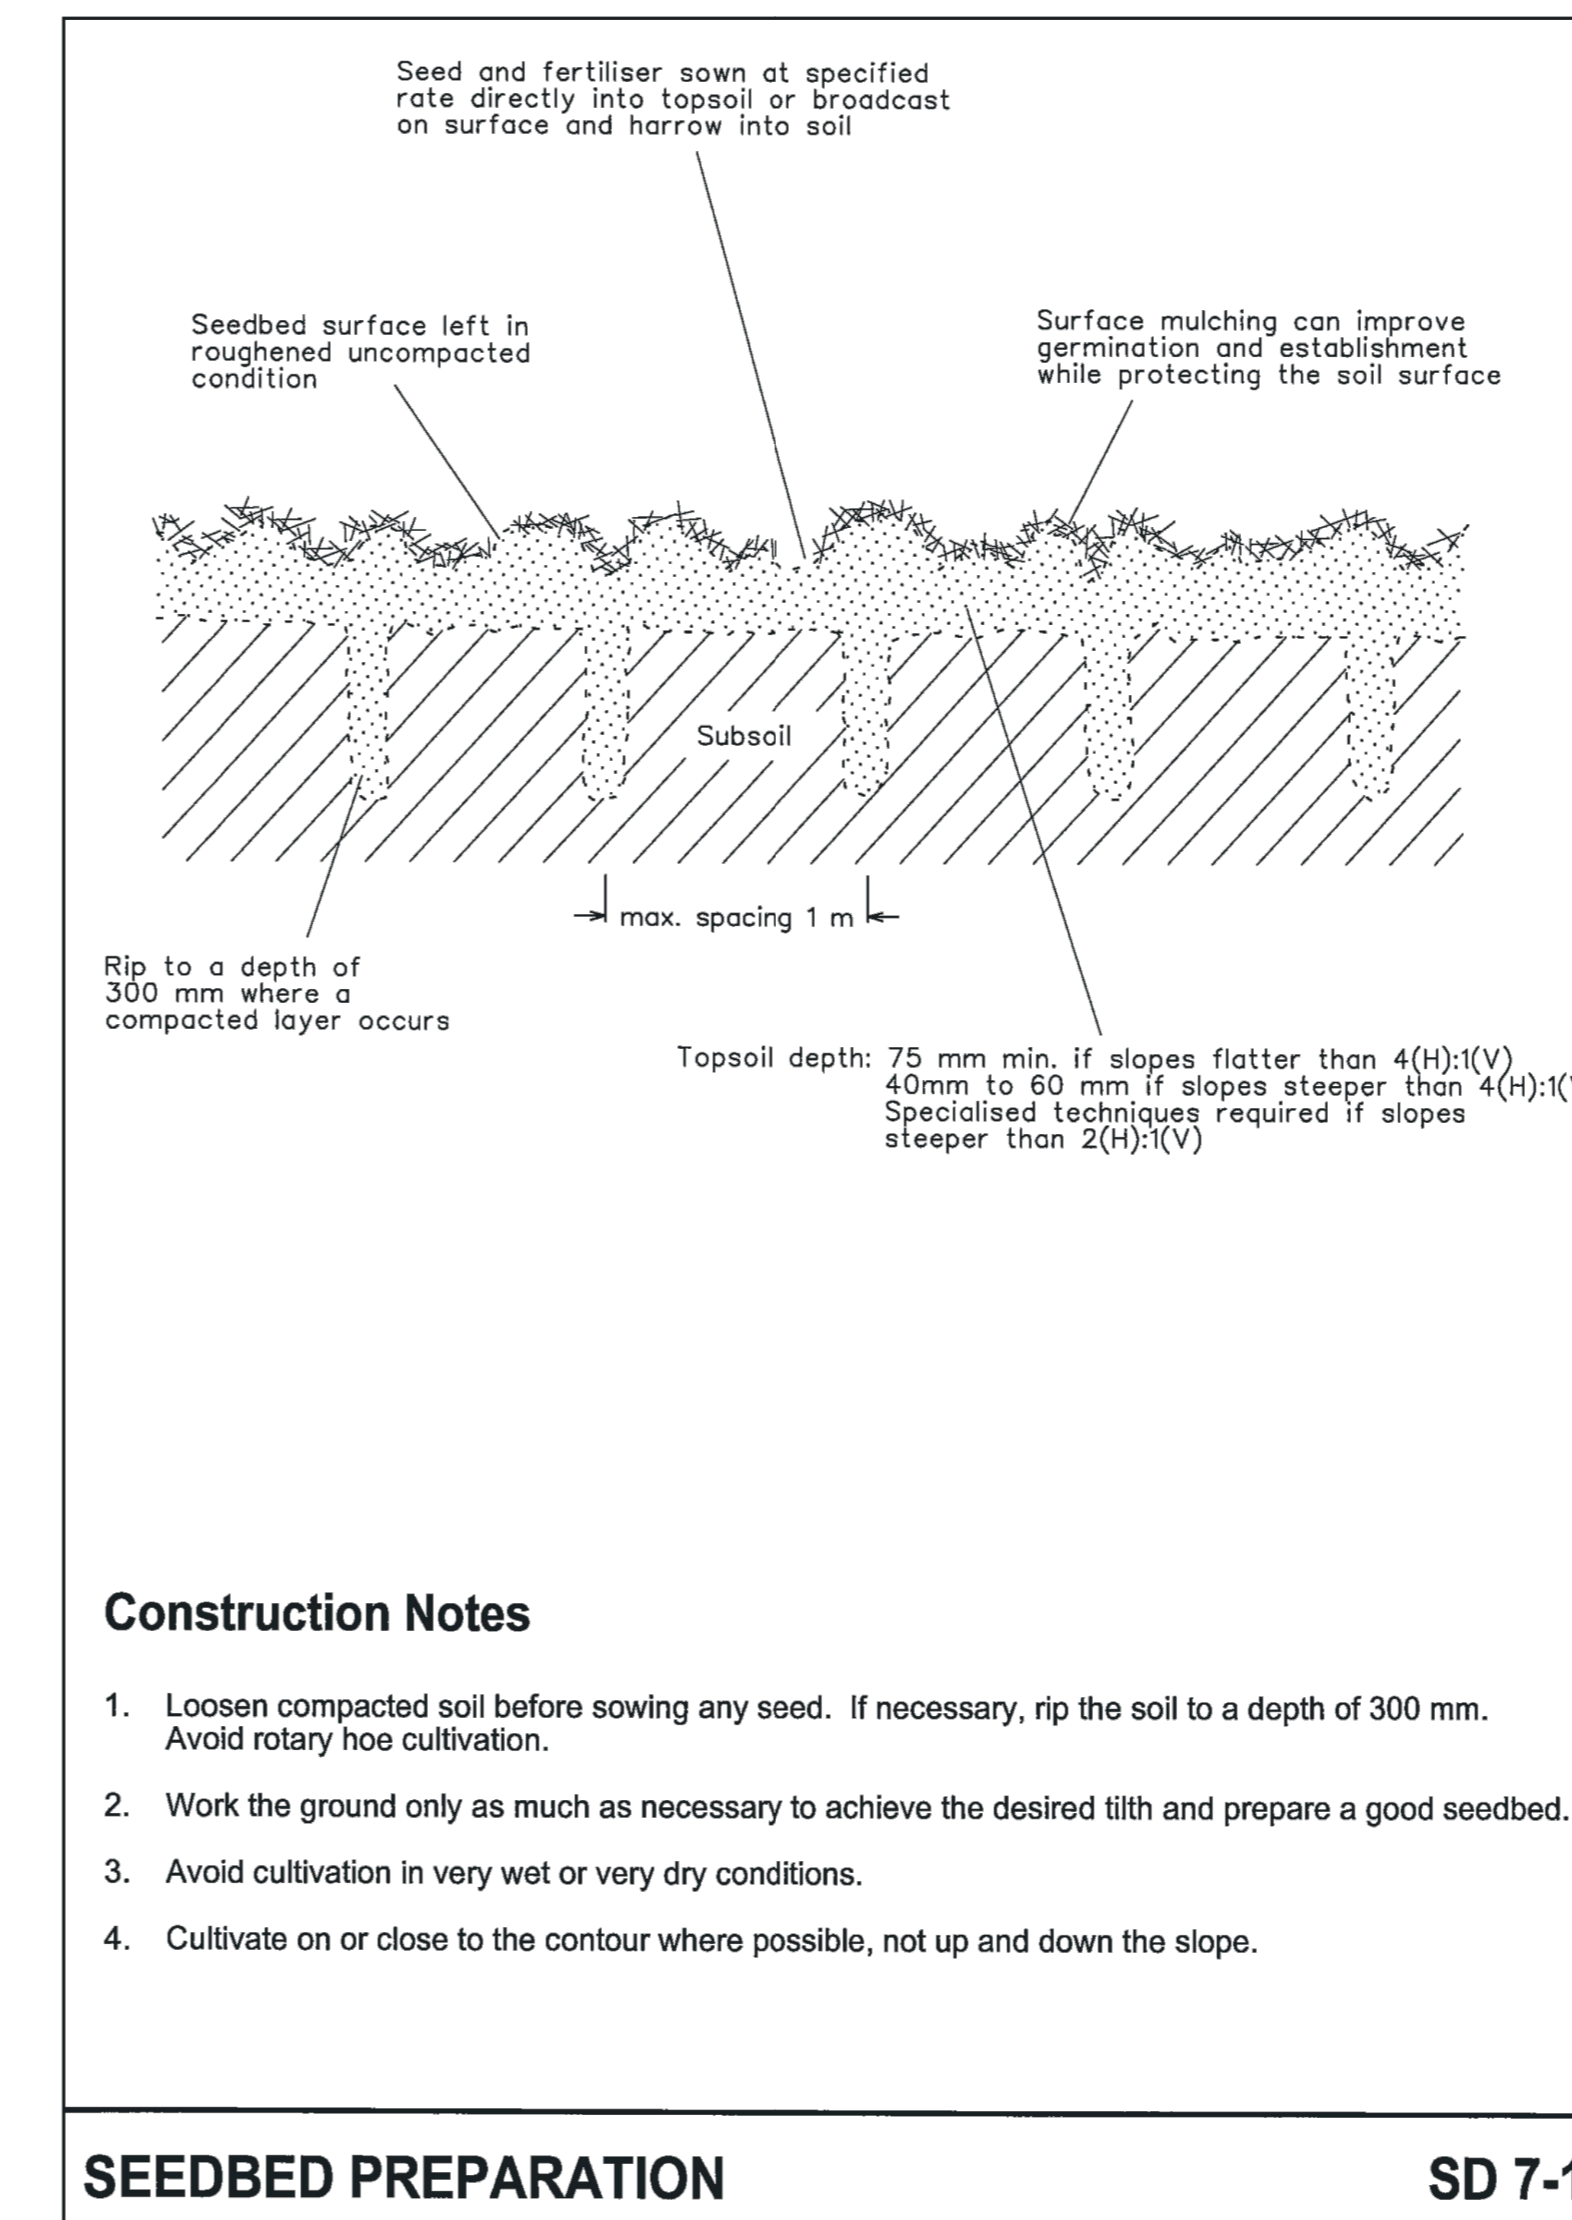 Seed and fertiliser sown at specified
rate directly into topsoil or broadcast
on surface and harrow into soil
Seedbed surface left in
roughened uncompacted
condition
Surface mulching can improve
germination and establishment
while protecting the soil surface
Subsoil
max. spacing 1 m
Rip to a depth of
300 mm where a
compacted layer occurs
Topsoil depth: 75 mm min. if slopes flatter than 4(H):1(V)
40mm to 60 mm if slopes steeper than 4(H):1(
Specialised techniques required if slopes
steeper than 2(H):1(V)
Construction Notes
1. Loosen compacted soil before sowing any seed. If necessary, rip the soil to a depth of 300 mm.
Avoid rotary hoe cultivation.
2. Work the ground only as much as necessary to achieve the desired tilth and prepare a good seedbed.
3. Avoid cultivation in very wet or very dry conditions.
4. Cultivate on or close to the contour where possible, not up and down the slope.
SEEDBED PREPARATION
SD 7-1